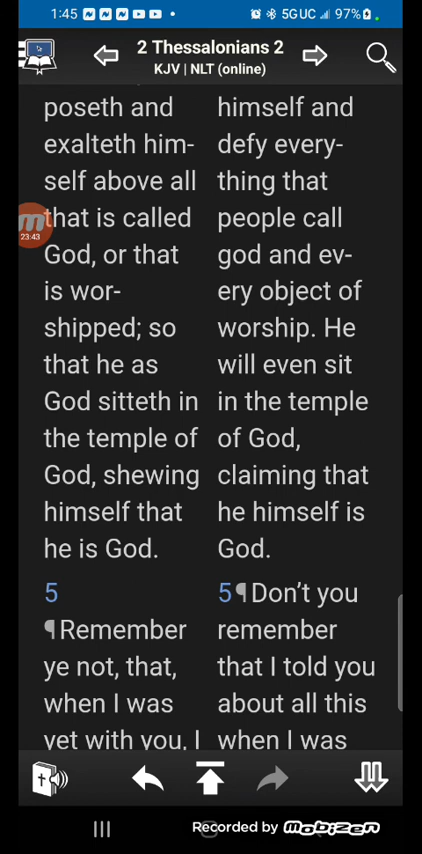 1:45 5G UC 97%
2 Thessalonians 2
KJV | NLT (online)
poseth and
exalteth him-
self above all
that is called
God, or that
is wor-
shipped; so
that he as
God sitteth in
the temple of
God, shewing
himself that
he is God.
5
¶Remember
ye not, that,
when I was
yet with you, I
himself and
defy every-
thing that
people call
god and ev-
ery object of
worship. He
will even sit
in the temple
of God,
claiming that
he himself is
God.
5 ¶Don’t you
remember
that I told you
about all this
when I was
23:43
Recorded by mobizen